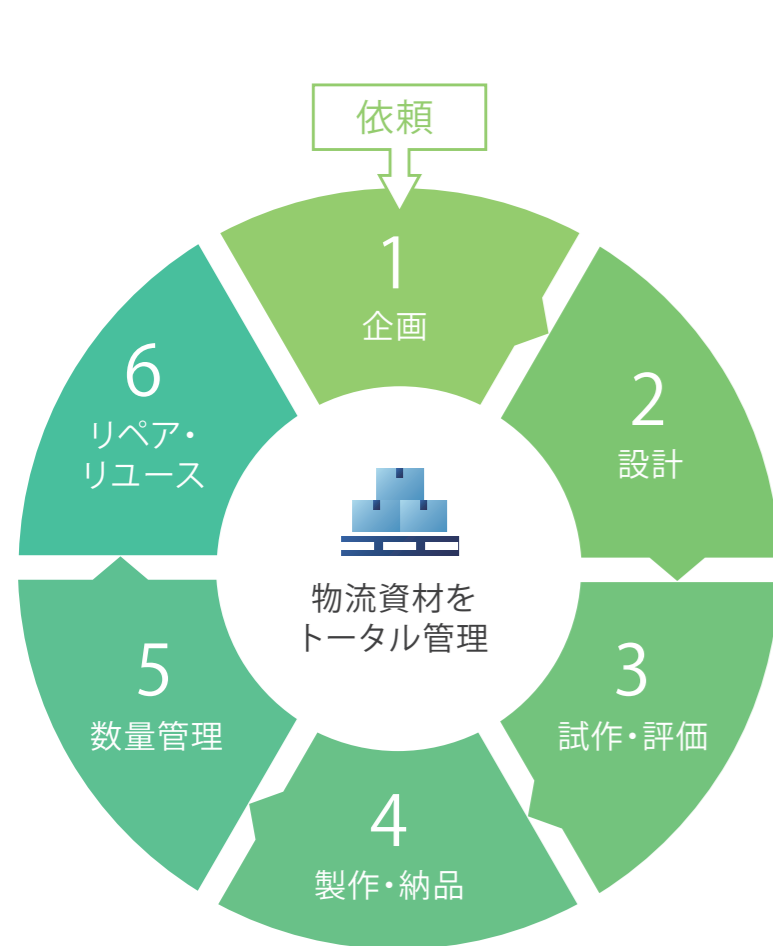 依頼
1
企画
2
設計
3
試作・評価
4
製作・納品
5
数量管理
6
リペア・
リユース
物流資材を
トータル管理